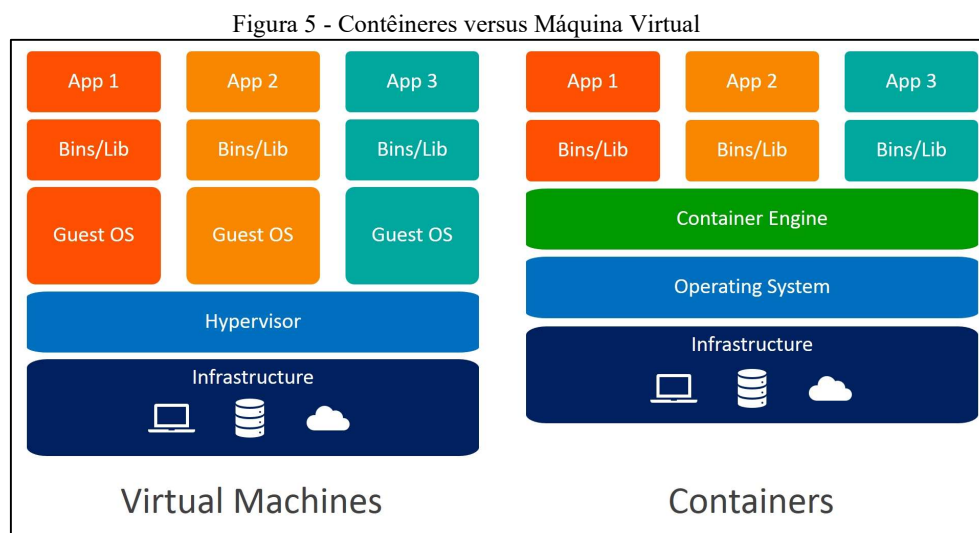 Figura 5 - Contêineres versus Máquina Virtual
App 1
App 2
App 3
Bins/Lib
Bins/Lib
Bins/Lib
Guest OS
Guest OS
Guest OS
Hypervisor
Infrastructure
Virtual Machines
App 1
App 2
App 3
Bins/Lib
Bins/Lib
Bins/Lib
Container Engine
Operating System
Infrastructure
Containers